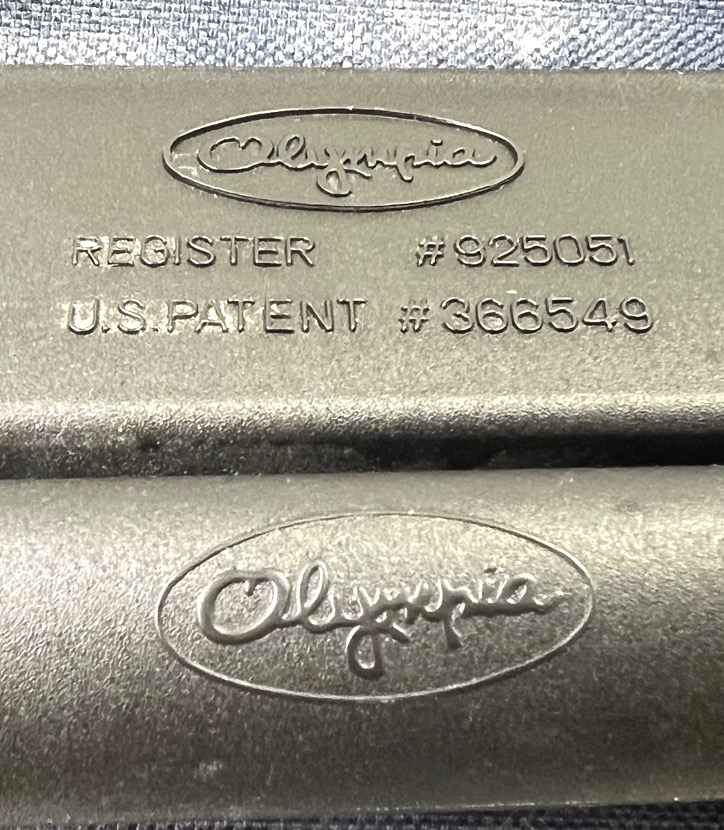 Olympia
REGISTER #925051
U.S. PATENT #366549
Olympia